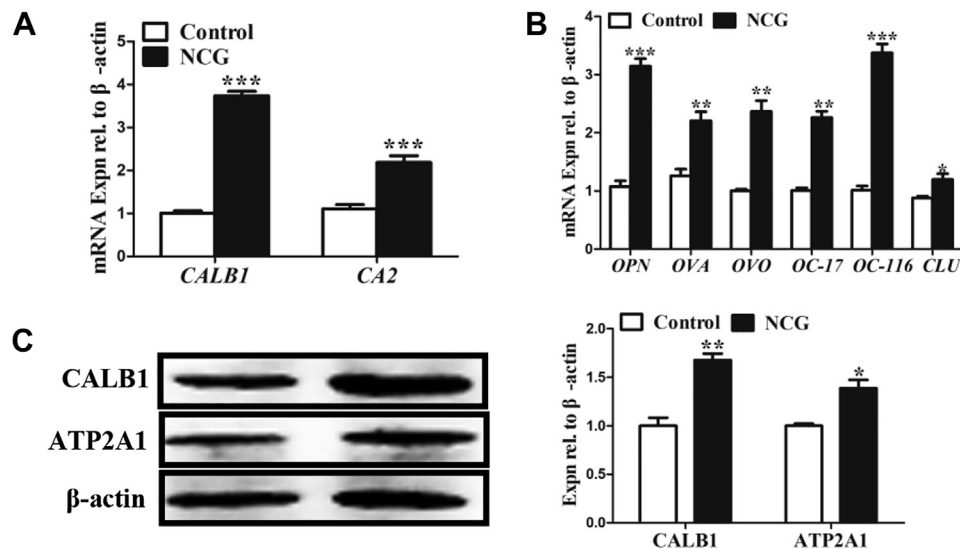 A
Control
NCG
mRNA Expn rel. to β -actin
5
4
3
2
1
0
***
***
CALB1
CA2
B
Control
NCG
mRNA Expn rel. to β -actin
4
3
2
1
0
***
**
**
**
***
*
OPN OVA OVO OC-17 OC-116 CLU
C
CALB1
ATP2A1
β-actin
Control
NCG
Expn rel. to β -actin
2.0
1.5
1.0
0.5
0.0
**
*
CALB1
ATP2A1